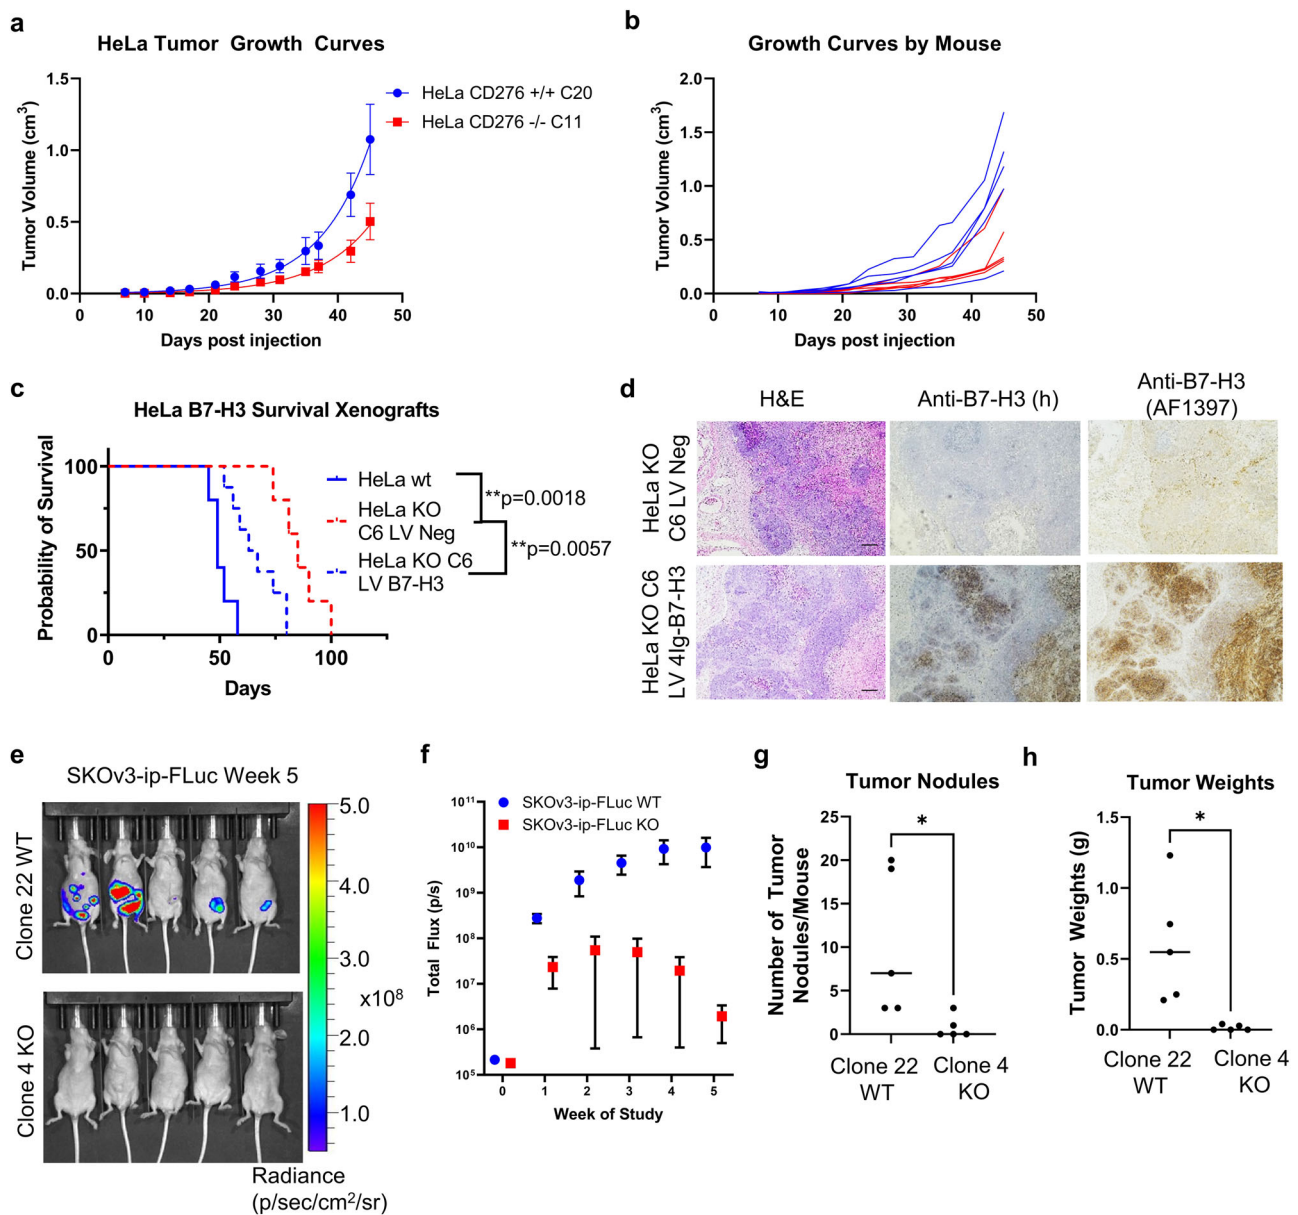 a
HeLa Tumor Growth Curves
Tumor Volume (cm³)
1.5
1.0
0.5
0.0
0 10 20 30 40 50
Days post injection
HeLa CD276 +/+ C20
HeLa CD276 -/- C11
b
Growth Curves by Mouse
Tumor Volume (cm³)
2.0
1.5
1.0
0.5
0.0
0 10 20 30 40 50
Days post injection
c
HeLa B7-H3 Survival Xenografts
Probability of Survival
100
50
0
0 50 100
Days
HeLa wt
HeLa KO
C6 LV Neg
HeLa KO C6
LV B7-H3
**p=0.0018
**p=0.0057
d
H&E
Anti-B7-H3 (h)
Anti-B7-H3
(AF1397)
HeLa KO
C6 LV Neg
HeLa KO C6
LV 4Ig-B7-H3
e
SKOv3-ip-FLuc Week 5
Clone 22 WT
Clone 4 KO
5.0
4.0
3.0
x10⁸
2.0
1.0
Radiance
(p/sec/cm²/sr)
f
SKOv3-ip-FLuc WT
SKOv3-ip-FLuc KO
Total Flux (p/s)
10¹¹
10¹⁰
10⁹
10⁸
10⁷
10⁶
10⁵
0 1 2 3 4 5
Week of Study
g
Tumor Nodules
Number of Tumor
Nodules/Mouse
25
20
15
10
5
0
*
Clone 22
WT
Clone 4
KO
h
Tumor Weights
Tumor Weights (g)
1.5
1.0
0.5
0.0
*
Clone 22
WT
Clone 4
KO